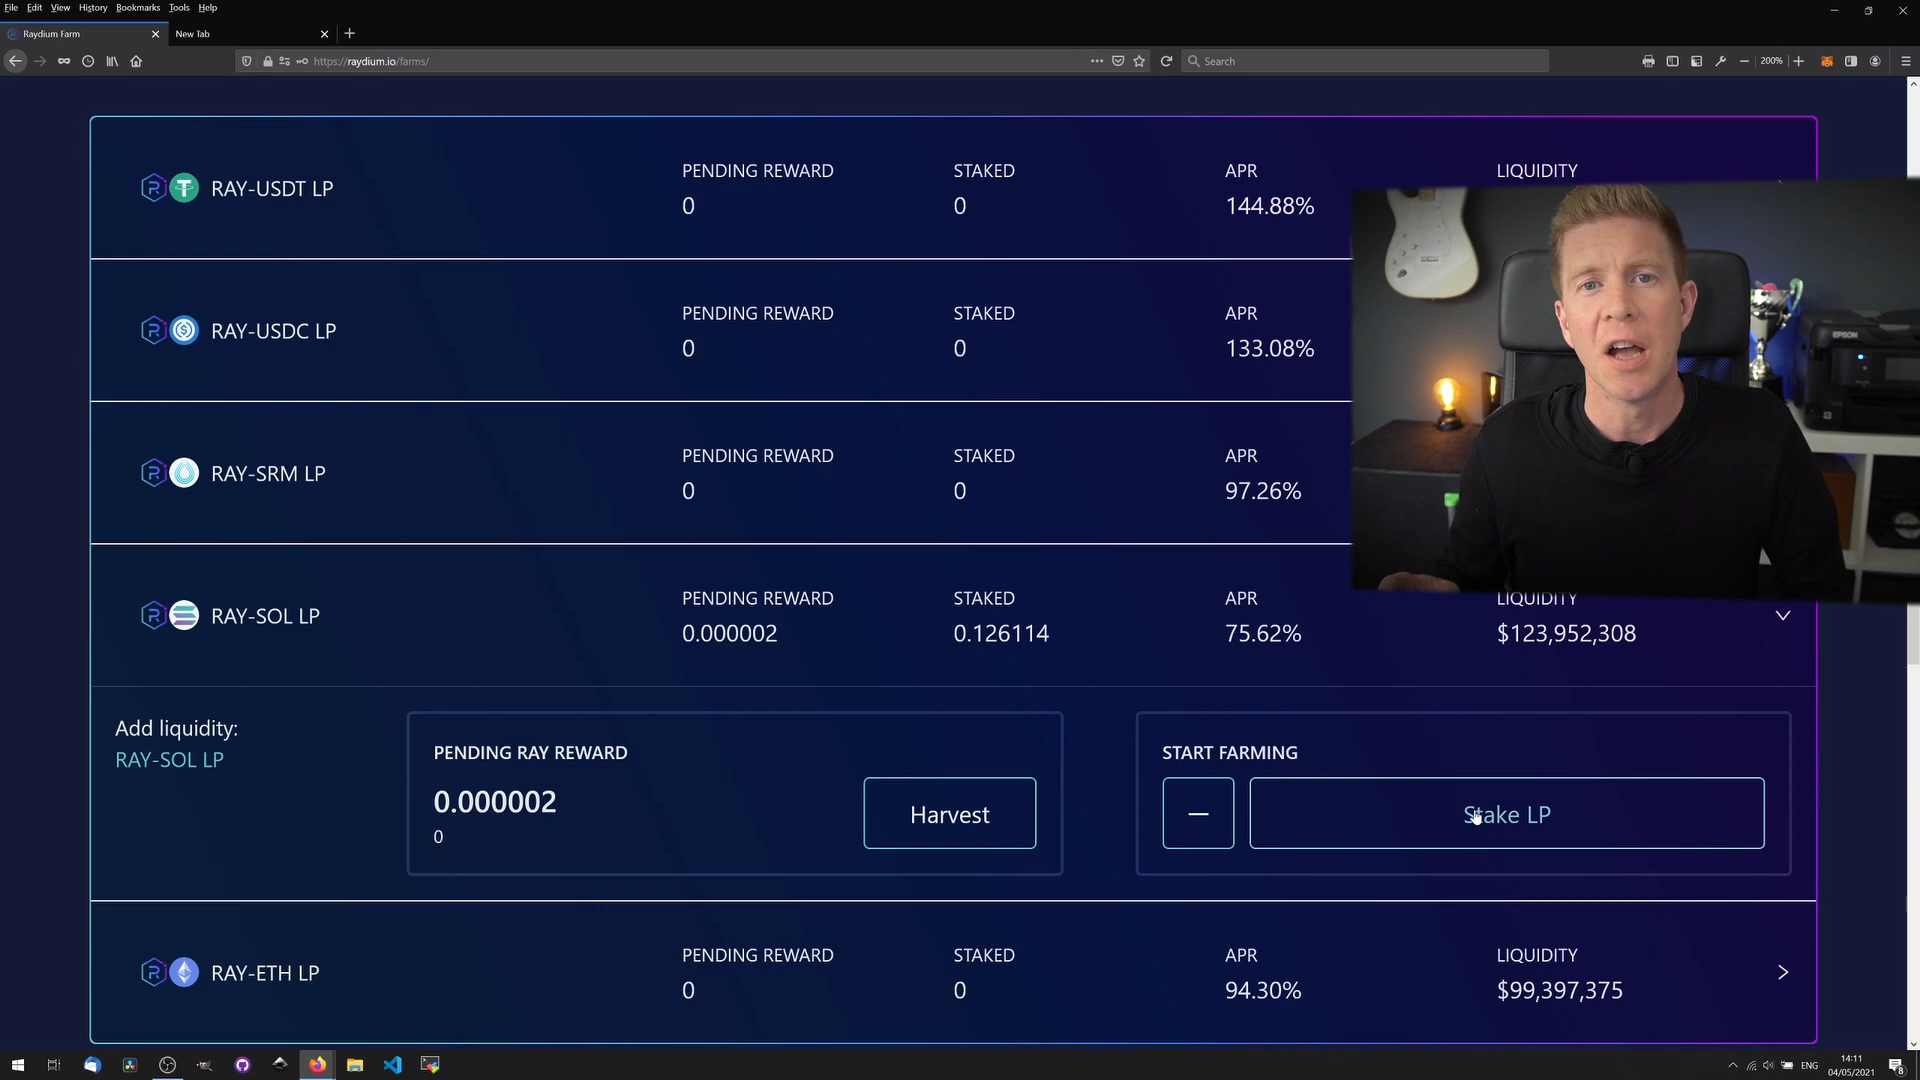 File Edit View History Bookmarks Tools Help
Raydium Farm
New Tab
https://raydium.io/farms/
Search
200%
RAY-USDT LP
PENDING REWARD
0
STAKED
0
APR
144.88%
LIQUIDITY
RAY-USDC LP
PENDING REWARD
0
STAKED
0
APR
133.08%
RAY-SRM LP
PENDING REWARD
0
STAKED
0
APR
97.26%
RAY-SOL LP
PENDING REWARD
0.000002
STAKED
0.126114
APR
75.62%
LIQUIDITY
$123,952,308
Add liquidity:
RAY-SOL LP
PENDING RAY REWARD
0.000002
0
Harvest
START FARMING
Stake LP
RAY-ETH LP
PENDING REWARD
0
STAKED
0
APR
94.30%
LIQUIDITY
$99,397,375
EPSON
ENG
14:11
04/05/2021